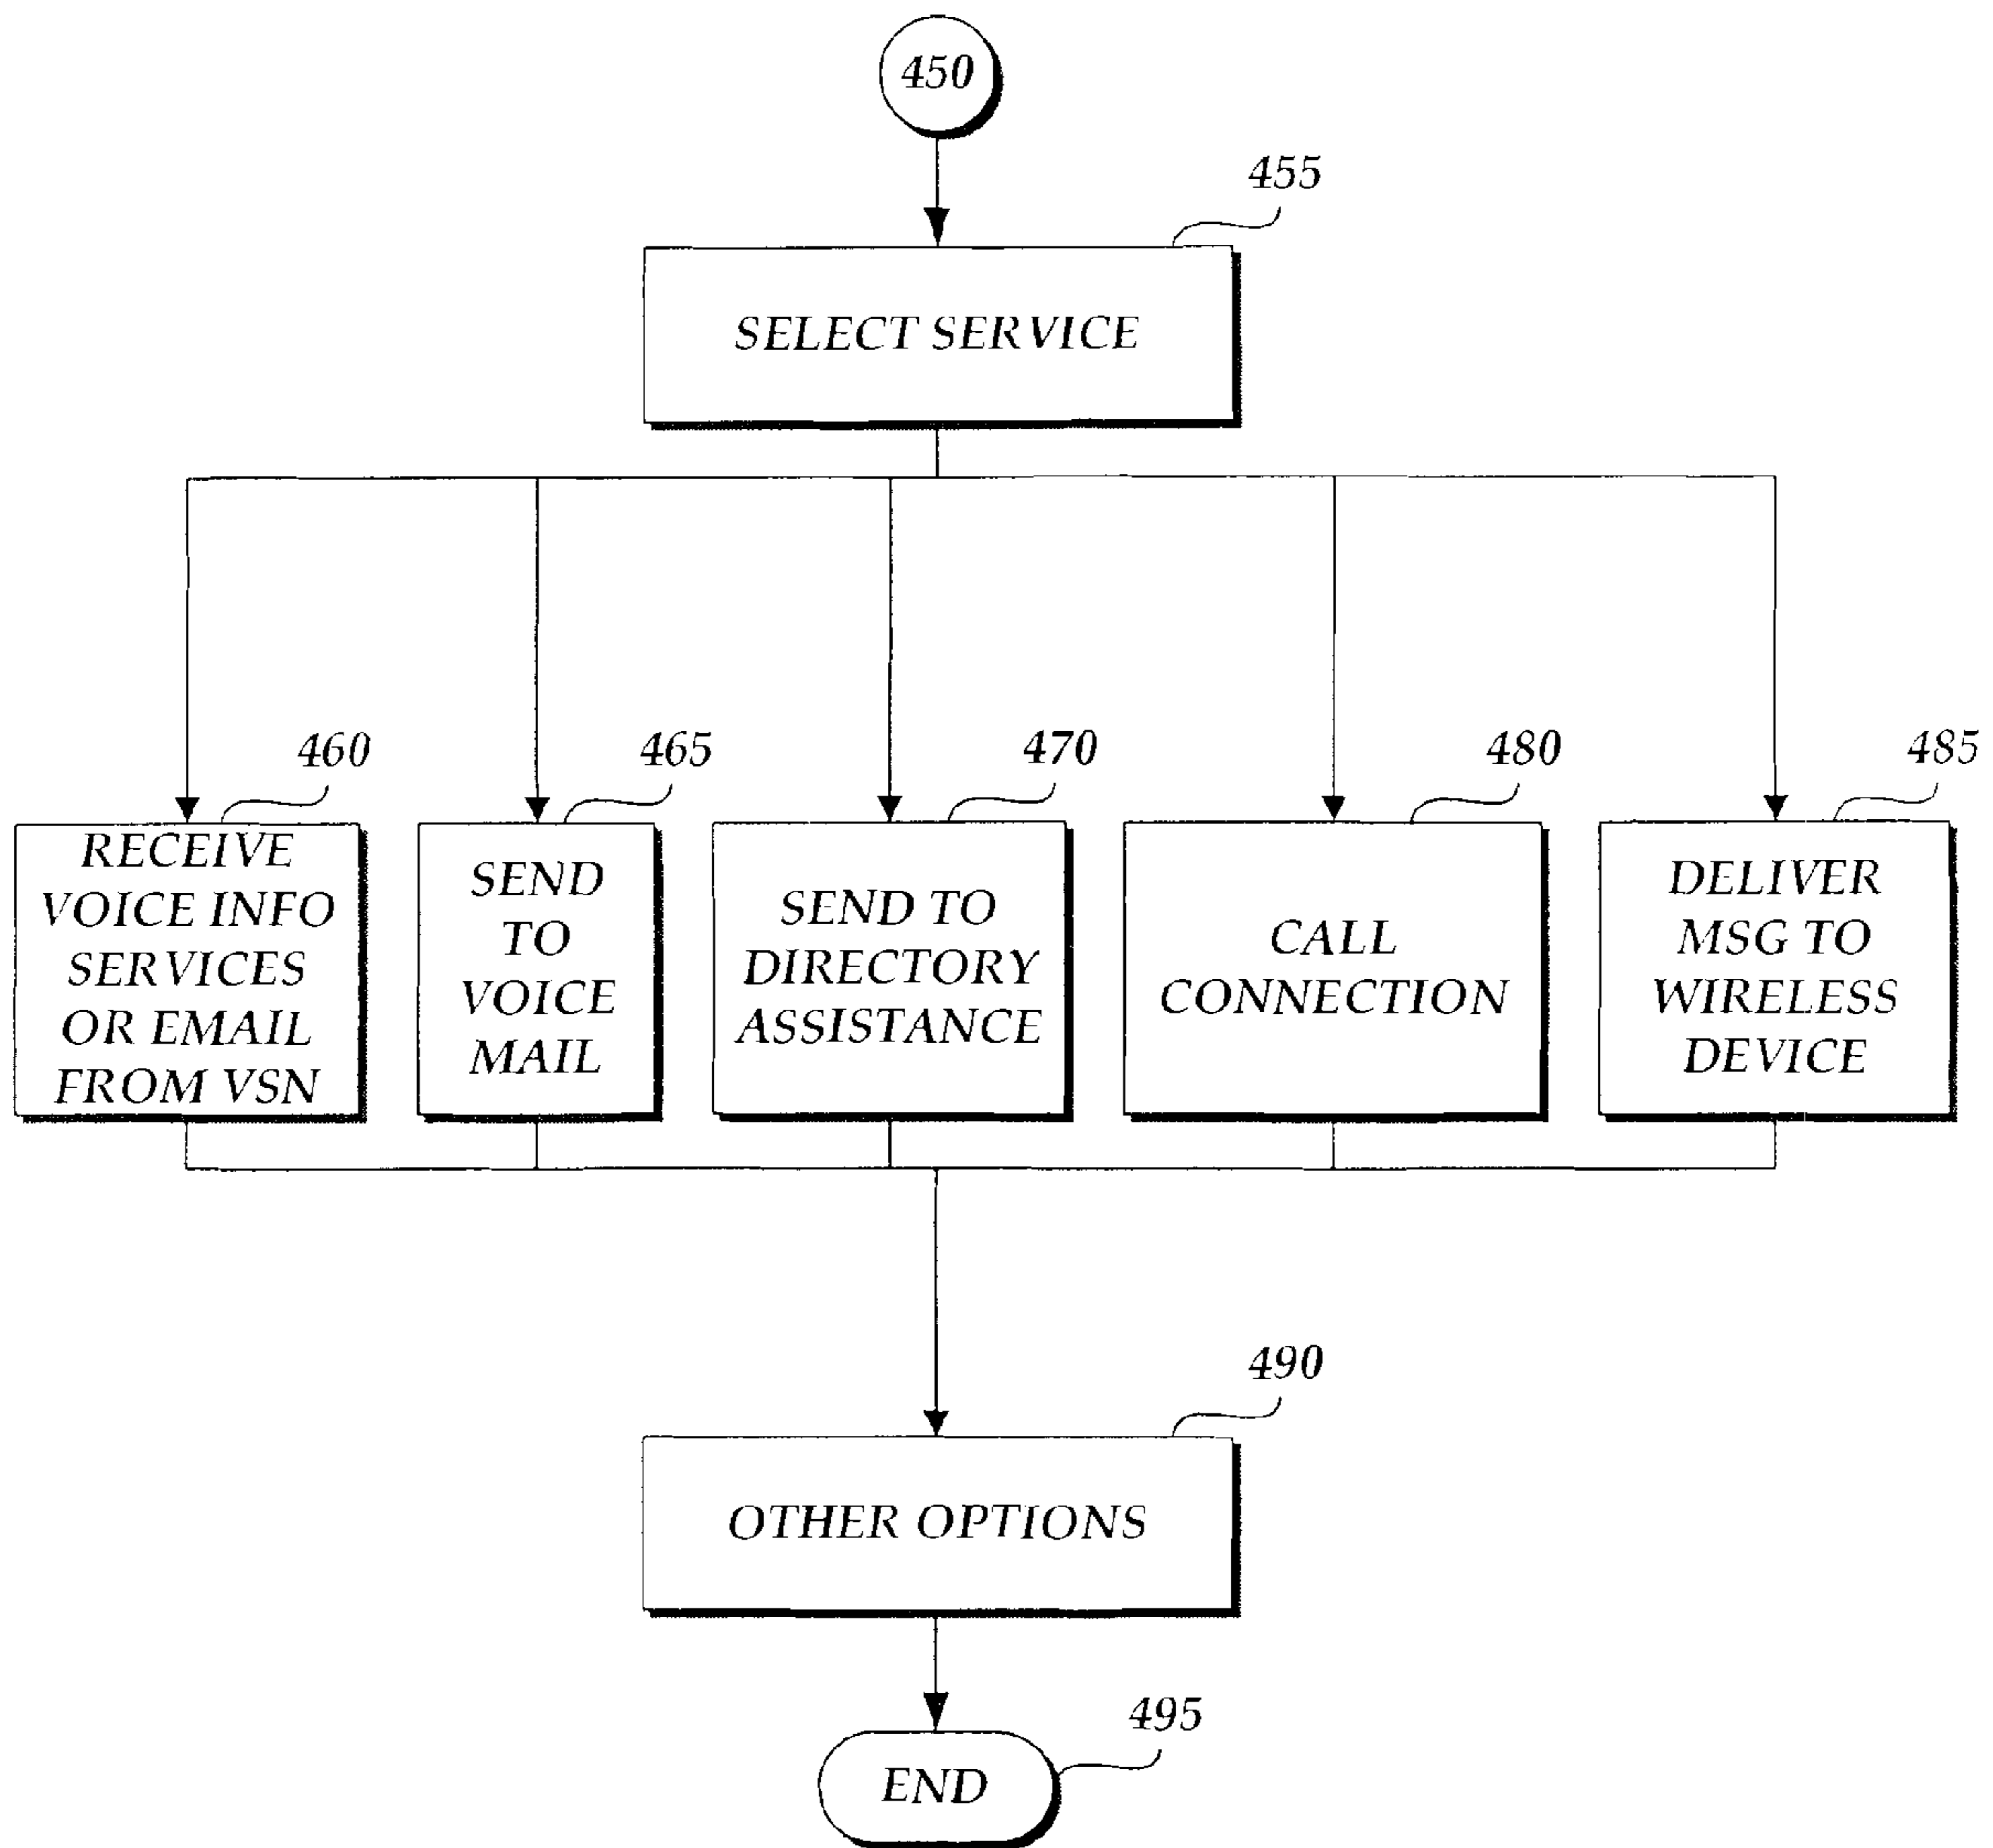 450
455
SELECT SERVICE
460
465
470
480
485
RECEIVE
VOICE INFO
SERVICES
OR EMAIL
FROM VSN
SEND
TO
VOICE
MAIL
SEND TO
DIRECTORY
ASSISTANCE
CALL
CONNECTION
DELIVER
MSG TO
WIRELESS
DEVICE
490
OTHER OPTIONS
495
END